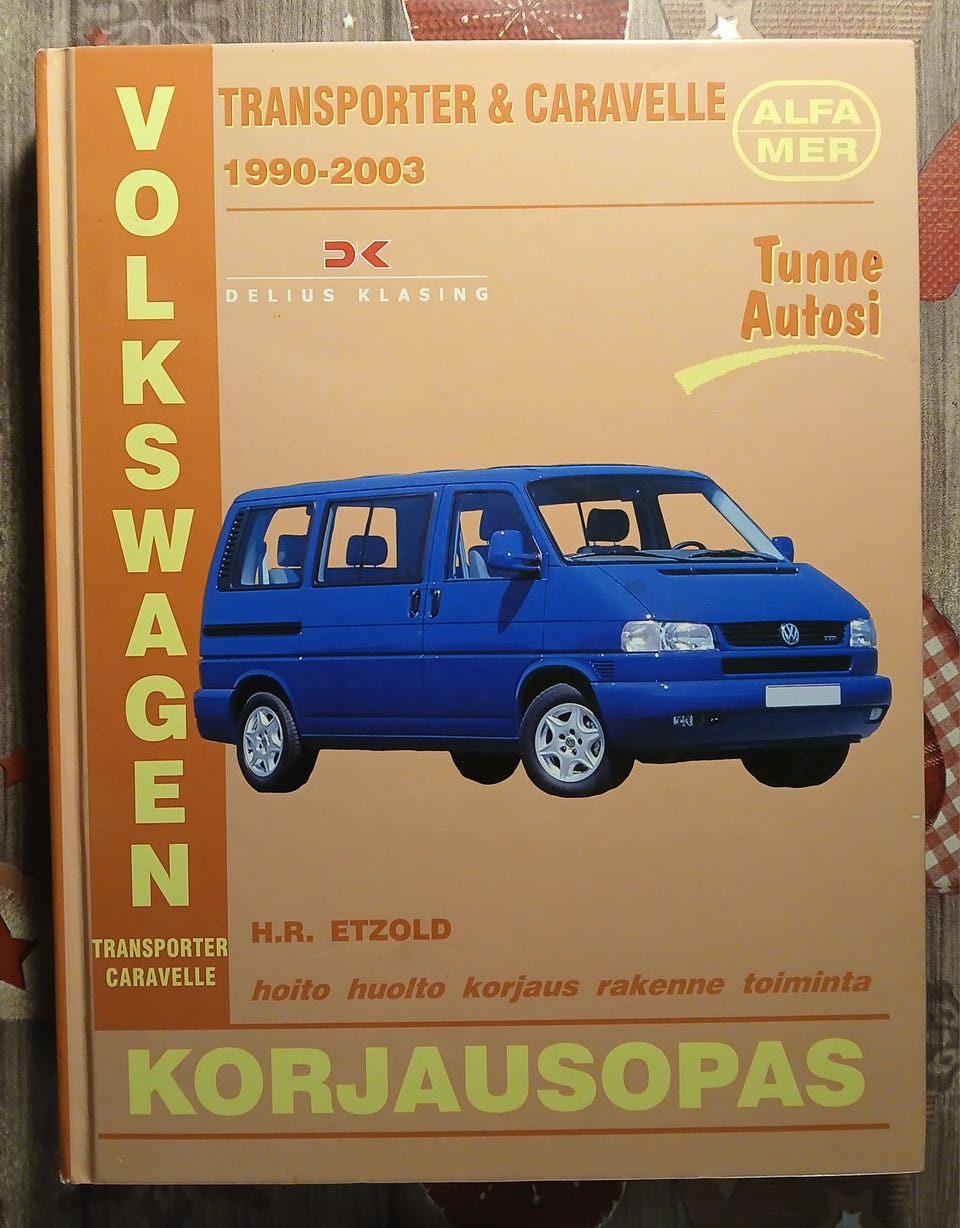 VOLKSWAGEN
TRANSPORTER
CARAVELLE
TRANSPORTER & CARAVELLE
1990-2003
ALFA
MER
DK
DELIUS KLASING
Tunne
Autosi
H.R. ETZOLD
hoito huolto korjaus rakenne toiminta
KORJAUSOPAS